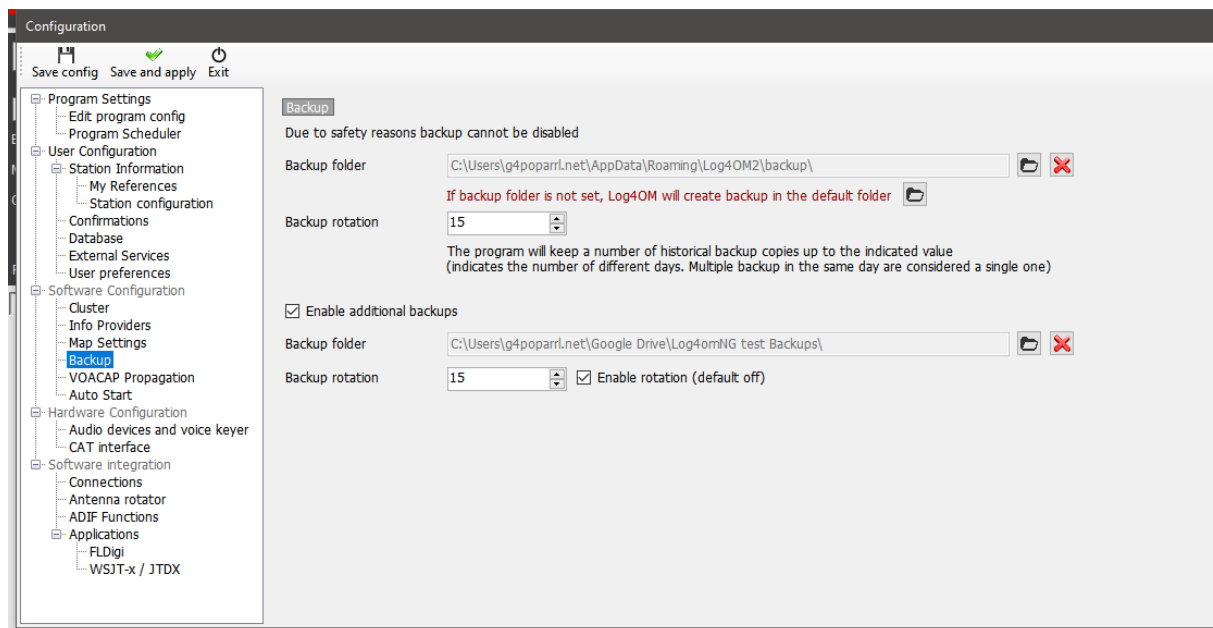 Configuration
Save config Save and apply Exit
Program Settings
Edit program config
Program Scheduler
User Configuration
Station Information
My References
Station configuration
Confirmations
Database
External Services
User preferences
Software Configuration
Cluster
Info Providers
Map Settings
Backup
VOACAP Propagation
Auto Start
Hardware Configuration
Audio devices and voice keyer
CAT interface
Software integration
Connections
Antenna rotator
ADIF Functions
Applications
FLDigi
WSJT-x / JTDX
Backup
Due to safety reasons backup cannot be disabled
Backup folder C:\Users\g4poparrl.net\AppData\Roaming\Log4OM2\backup\
If backup folder is not set, Log4OM will create backup in the default folder
Backup rotation 15
The program will keep a number of historical backup copies up to the indicated value
(indicates the number of different days. Multiple backup in the same day are considered a single one)
Enable additional backups
Backup folder C:\Users\g4poparrl.net\Google Drive\Log4omNG test Backups\
Backup rotation 15 Enable rotation (default off)